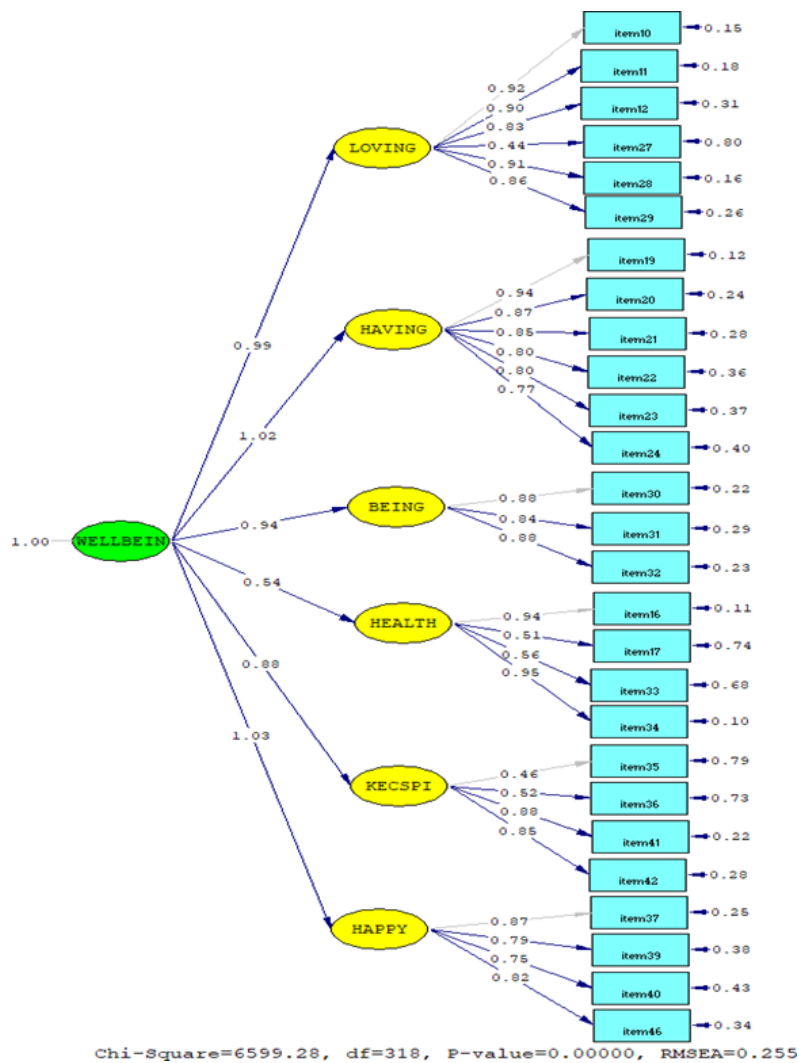 item10 0.15
0.92
item11 0.18
0.90
item12 0.31
0.83
LOVING
item27 0.80
0.44
item28 0.16
0.91
item29 0.26
0.86
item19 0.12
0.94
item20 0.24
0.87
HAVING
item21 0.28
0.85
0.99
item22 0.36
0.80
item23 0.37
0.80
item24 0.40
0.77
1.02
item30 0.22
0.88
BEING
item31 0.29
0.84
0.94
item32 0.23
0.88
1.00 WELLBEIN
0.54
item16 0.11
0.94
HEALTH
item17 0.74
0.51
item33 0.68
0.56
item34 0.10
0.95
0.88
item35 0.79
0.46
KECSPI
item36 0.73
0.52
item41 0.22
0.88
item42 0.28
0.85
1.03
item37 0.25
0.87
HAPPY
item39 0.38
0.79
item40 0.43
0.75
item46 0.34
0.82
Chi-Square=6599.28, df=318, P-value=0.00000, RMSEA=0.255